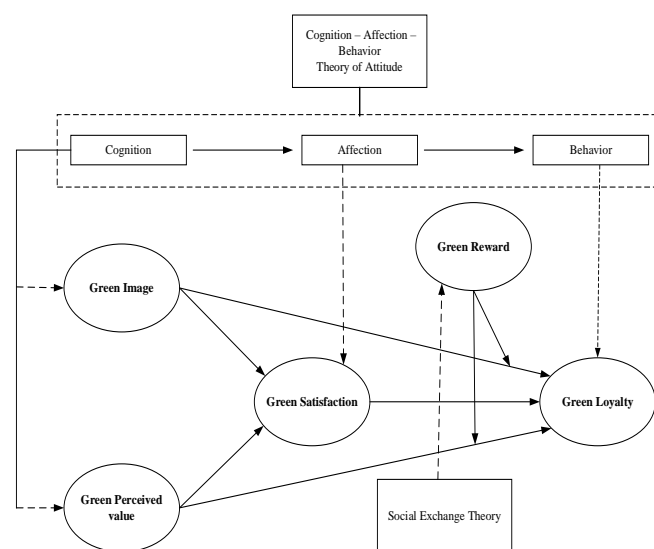 Cognition – Affection –
Behavior
Theory of Attitude
Cognition
Affection
Behavior
Green Reward
Green Image
Green Satisfaction
Green Loyalty
Green Perceived
value
Social Exchange Theory